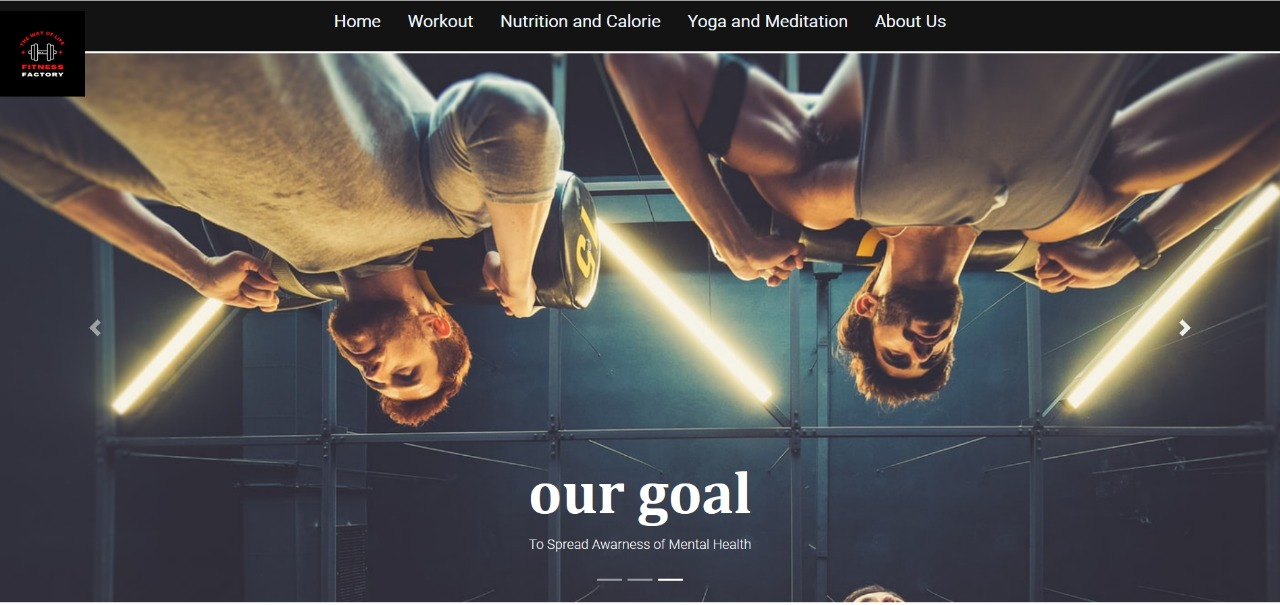 Home Workout Nutrition and Calorie Yoga and Meditation About Us
THE WAY OF LIFE
FITNESS
FACTORY
our goal
To Spread Awarness of Mental Health